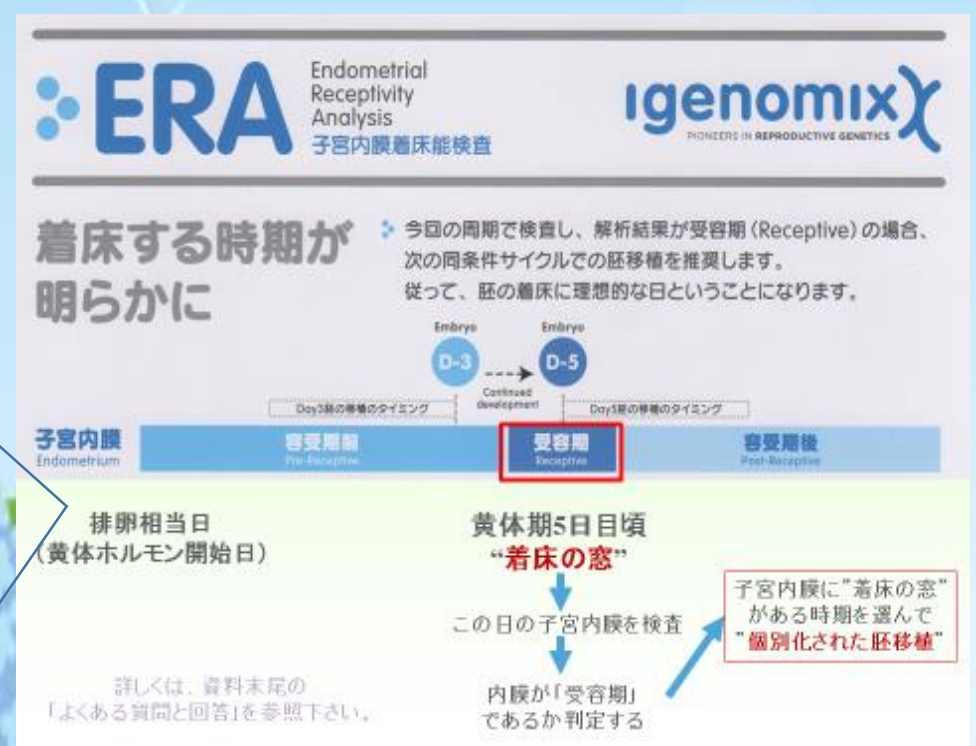 ERA
Endometrial
Receptivity
Analysis
子宮内膜着床能検査
Igenomix
PIONEERS IN REPRODUCTIVE GENETICS
着床する時期が
明らかに
今回の周期で検査し、解析結果が受容期(Receptive)の場合、
次の同条件サイクルでの胚移植を推奨します。
従って、胚の着床に理想的な日ということになります。
Embryo
D-3
Embryo
D-5
Continued
development
Day3胚の移植のタイミング
Day5胚の移植のタイミング
子宮内膜
Endometrium
容受期前
Pre-Receptive
受容期
Receptive
容受期後
Post-Receptive
排卵相当日
(黄体ホルモン開始日)
黄体期5日目頃
“着床の窓”
この日の子宮内膜を検査
内膜が「受容期」
であるか判定する
子宮内膜に"着床の窓"
がある時期を選んで
"個別化された胚移植"
詳しくは、資料末尾の
「よくある質問と回答」を参照下さい。